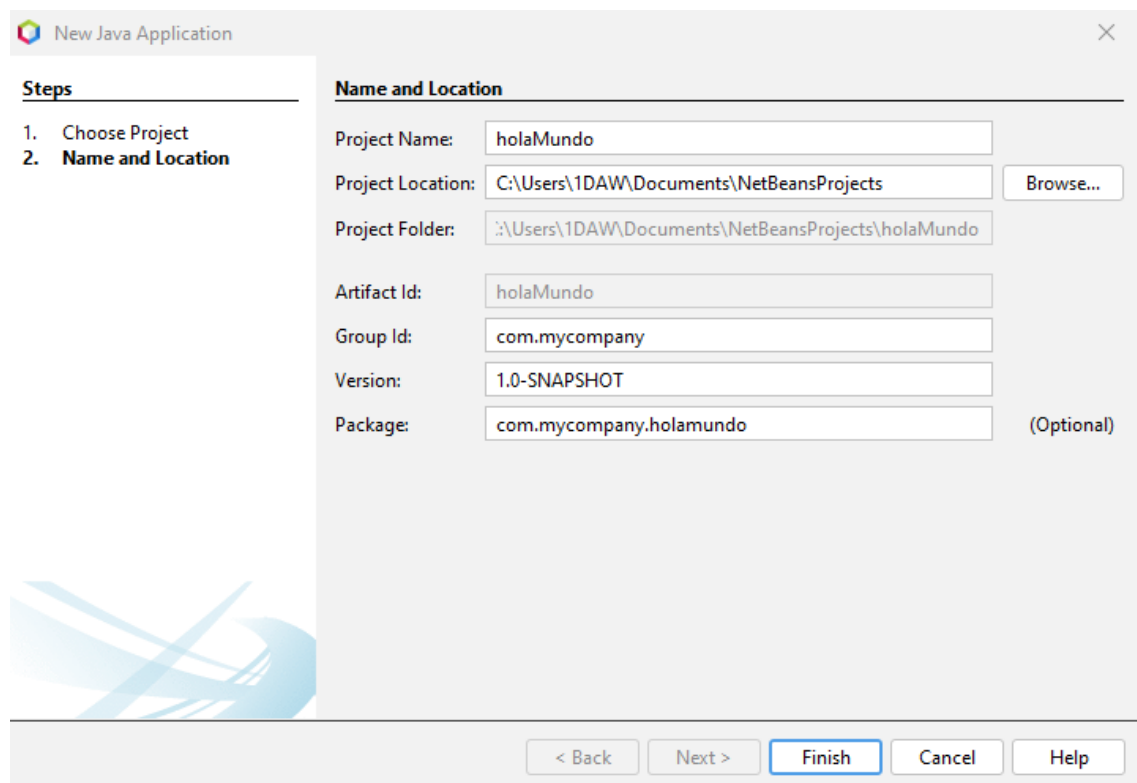 New Java Application
Steps
1. Choose Project
2. Name and Location
Name and Location
Project Name: holaMundo
Project Location: C:\Users\1DAW\Documents\NetBeansProjects Browse...
Project Folder: :\Users\1DAW\Documents\NetBeansProjects\holaMundo
Artifact Id: holaMundo
Group Id: com.mycompany
Version: 1.0-SNAPSHOT
Package: com.mycompany.holamundo (Optional)
< Back Next > Finish Cancel Help